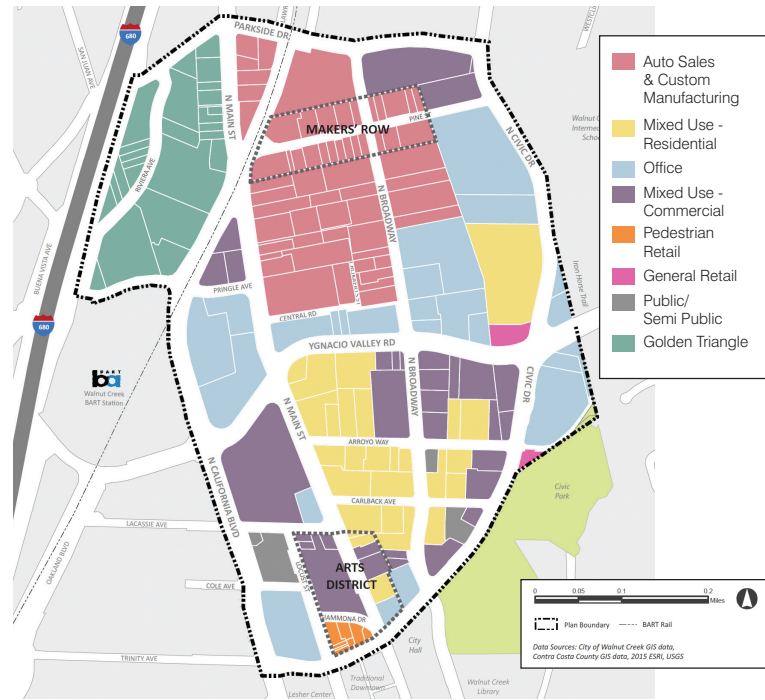 680
PARKSIDE DR
SAN JUAN AVE
N MAIN ST
MAKERS' ROW
PINE S
N CIVIC DR
Walnut C
Intermedi
Schoo
RIVIERA AVE
N BROADWAY
BUENA VISTA AVE
Iron Horse Trail
PRINGLE AVE
CENTRAL RD
680
YGNACIO VALLEY RD
BART
ba
Walnut Creek
BART Station
N BROADWAY
CIVIC DR
N MAIN ST
ARROYO WAY
N CALIFORNIA BLVD
Civic
Park
CARLBACK AVE
LACASSIE AVE
OAKLAND BLVD
ARTS
DISTRICT
LOCUST ST
COLE AVE
IAMMONA DR
City
Hall
TRINITY AVE
Traditional
Downtown
Lesher Center
Walnut Creek
Library
Auto Sales
& Custom
Manufacturing
Mixed Use -
Residential
Office
Mixed Use -
Commercial
Pedestrian
Retail
General Retail
Public/
Semi Public
Golden Triangle
0 0.05 0.1 0.2
Miles
Plan Boundary BART Rail
Data Sources: City of Walnut Creek GIS data,
Contra Costa County GIS data, 2015 ESRI, USGS